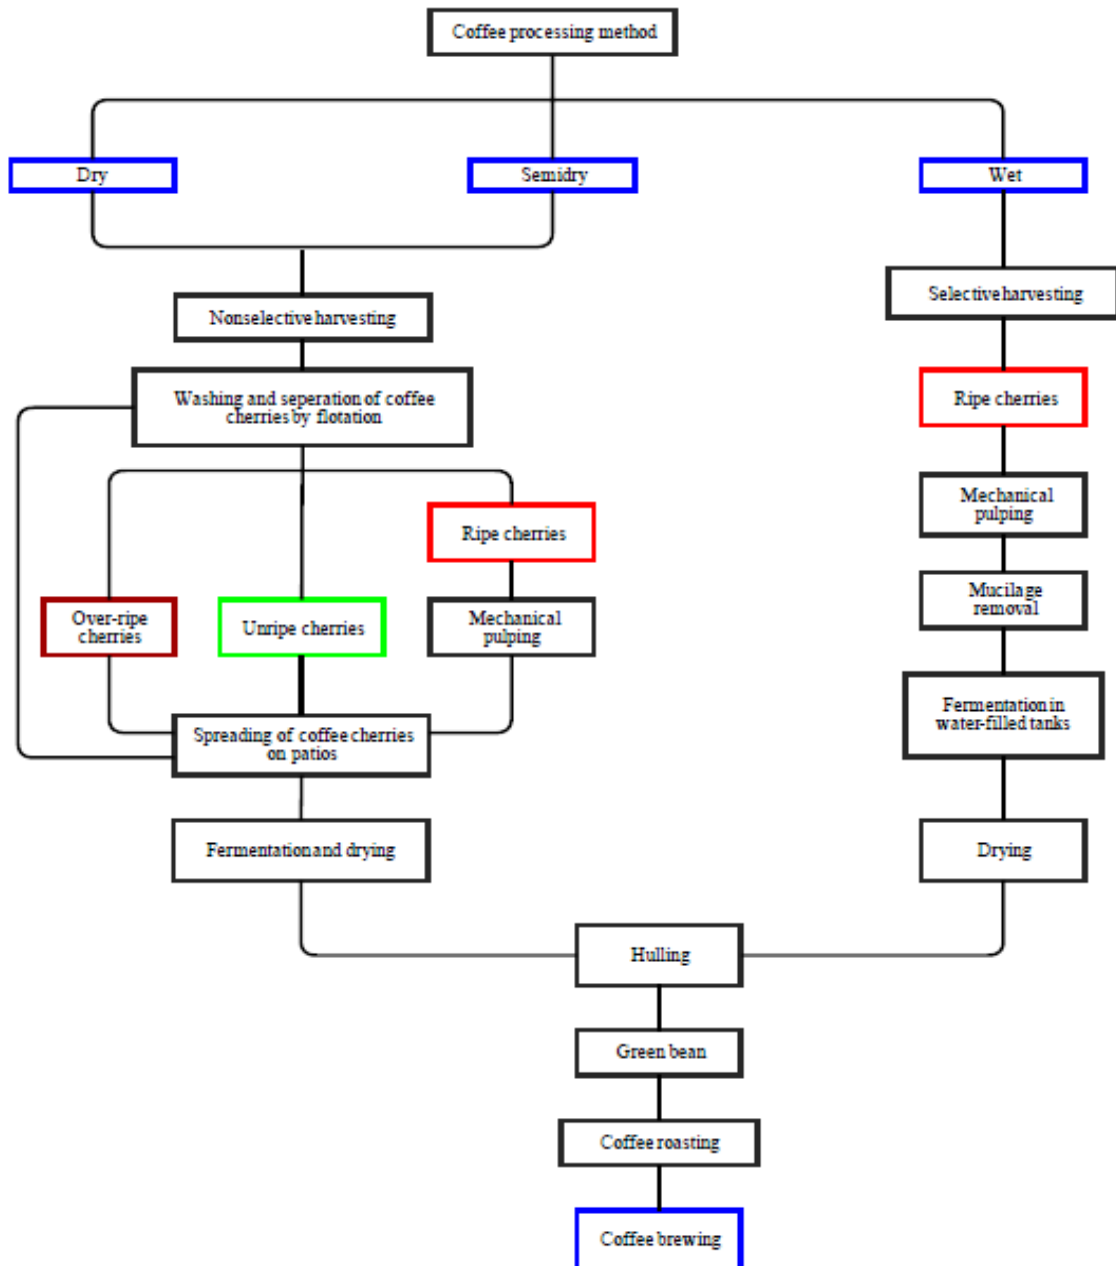 Coffee processing method
Dry
Semidry
Wet
Nonselective harvesting
Selective harvesting
Washing and seperation of coffee
cherries by flotation
Ripe cherries
Ripe cherries
Mechanical
pulping
Over-ripe
cherries
Unripe cherries
Mechanical
pulping
Mucilage
removal
Spreading of coffee cherries
on patios
Fermentation in
water-filled tanks
Fermentation and drying
Drying
Hulling
Green bean
Coffee roasting
Coffee brewing